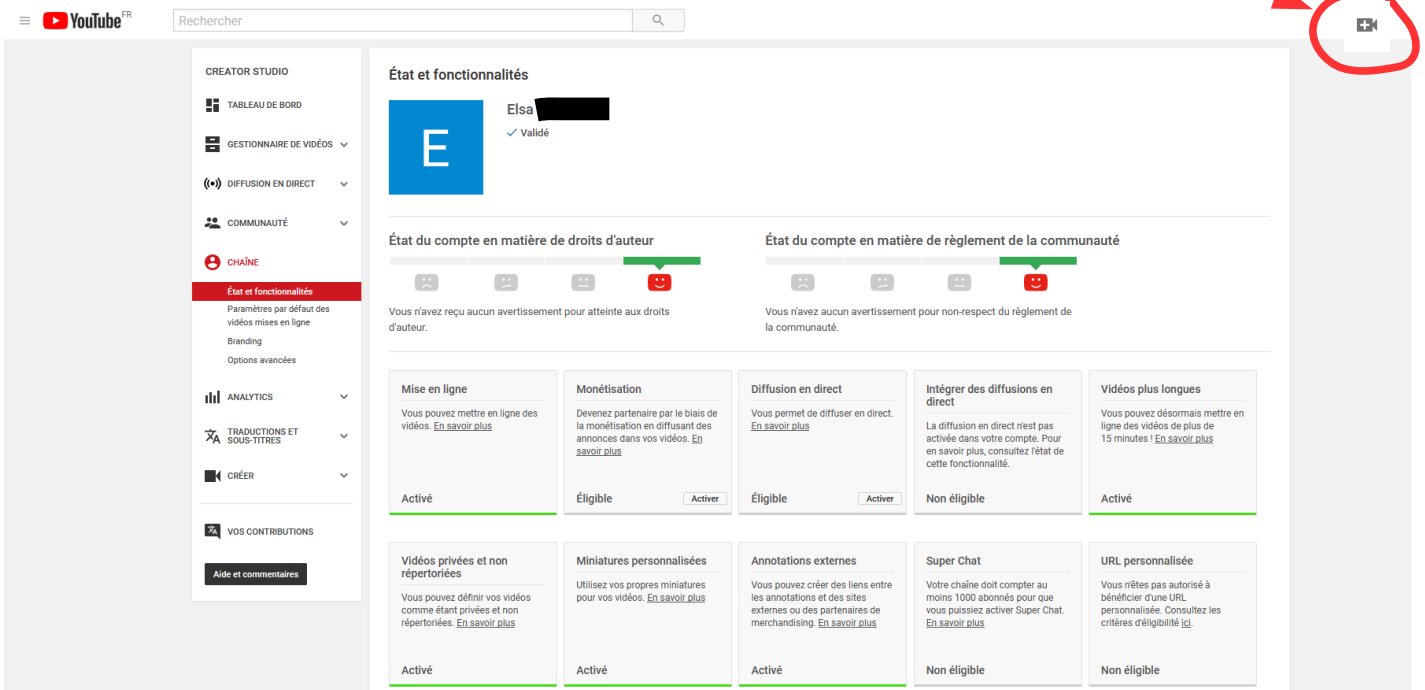 YouTube FR
Rechercher
CREATOR STUDIO
TABLEAU DE BORD
GESTIONNAIRE DE VIDÉOS
DIFFUSION EN DIRECT
COMMUNAUTÉ
CHAÎNE
État et fonctionnalités
Paramètres par défaut des
vidéos mises en ligne
Branding
Options avancées
ANALYTICS
TRADUCTIONS ET
SOUS-TITRES
CRÉER
VOS CONTRIBUTIONS
Aide et commentaires
État et fonctionnalités
E
Elsa
Validé
État du compte en matière de droits d'auteur
Vous n'avez reçu aucun avertissement pour atteinte aux droits
d'auteur.
État du compte en matière de règlement de la communauté
Vous n'avez aucun avertissement pour non-respect du règlement de
la communauté.
Mise en ligne
Vous pouvez mettre en ligne des
vidéos. En savoir plus
Activé
Monétisation
Devenez partenaire par le biais de
la monétisation en diffusant des
annonces dans vos vidéos. En
savoir plus
Éligible
Activer
Diffusion en direct
Vous permet de diffuser en direct.
En savoir plus
Éligible
Activer
Intégrer des diffusions en
direct
La diffusion en direct n'est pas
activée dans votre compte. Pour
en savoir plus, consultez l'état de
cette fonctionnalité.
Non éligible
Vidéos plus longues
Vous pouvez désormais mettre en
ligne des vidéos de plus de
15 minutes ! En savoir plus
Activé
Vidéos privées et non
répertoriées
Vous pouvez définir vos vidéos
comme étant privées et non
répertoriées. En savoir plus
Activé
Miniatures personnalisées
Utilisez vos propres miniatures
pour vos vidéos. En savoir plus
Activé
Annotations externes
Vous pouvez créer des liens entre
les annotations et des sites
externes ou des partenaires de
merchandising. En savoir plus
Activé
Super Chat
Votre chaîne doit compter au
moins 1000 abonnés pour que
vous puissiez activer Super Chat.
En savoir plus
Non éligible
URL personnalisée
Vous n'êtes pas autorisé à
bénéficier d'une URL
personnalisée. Consultez les
critères d'éligibilité ici.
Non éligible